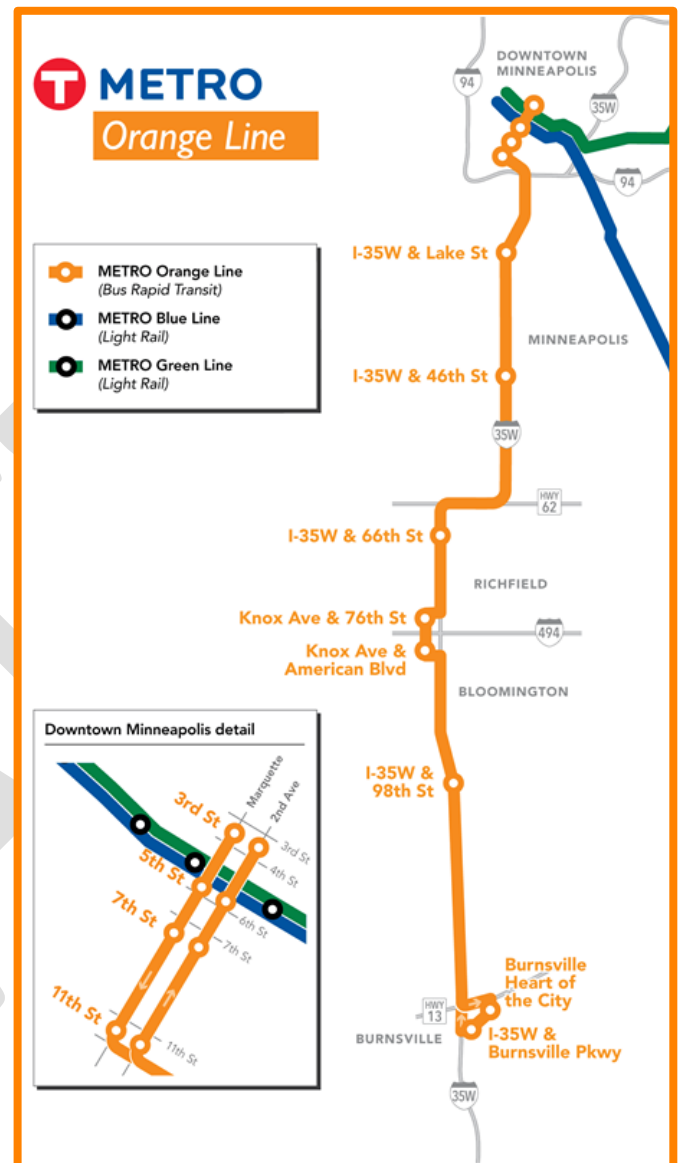 T METRO
Orange Line
DOWNTOWN
MINNEAPOLIS
94
35W
94
I-35W & Lake St
METRO Orange Line
(Bus Rapid Transit)
METRO Blue Line
(Light Rail)
METRO Green Line
(Light Rail)
MINNEAPOLIS
I-35W & 46th St
35W
HWY
62
I-35W & 66th St
RICHFIELD
Knox Ave & 76th St
494
Knox Ave &
American Blvd
BLOOMINGTON
I-35W &
98th St
Downtown Minneapolis detail
Marquette
2nd Ave
3rd St
3rd St
4th St
5th St
6th St
7th St
7th St
11th St
11th St
Burnsville
Heart of
the City
HWY
13
BURNSVILLE
I-35W &
Burnsville Pkwy
35W